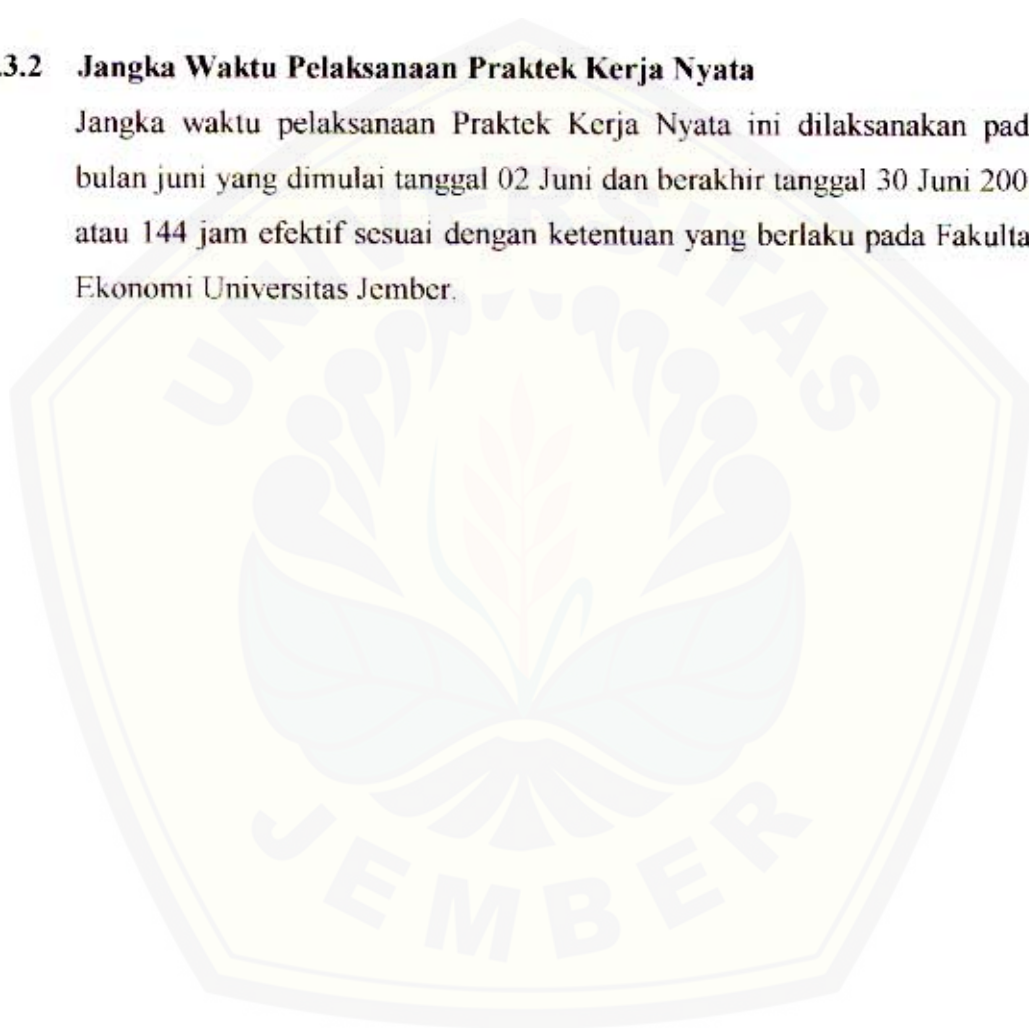 .3.2 Jangka Waktu Pelaksanaan Praktek Kerja Nyata
Jangka waktu pelaksanaan Praktek Kerja Nyata ini dilaksanakan pad
bulan juni yang dimulai tanggal 02 Juni dan berakhir tanggal 30 Juni 200
atau 144 jam efektif sesuai dengan ketentuan yang berlaku pada Fakulta
Ekonomi Universitas Jember.
UNIVERSITAS
JEMBER